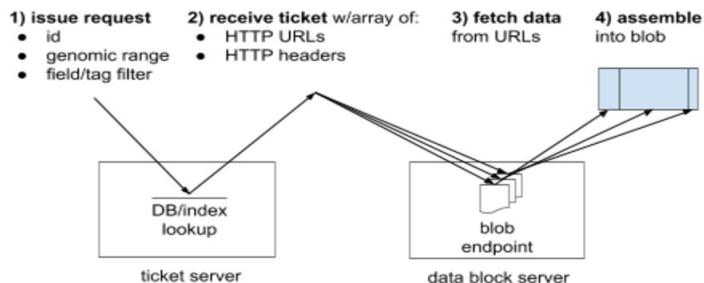 1) issue request
● id
● genomic range
● field/tag filter
2) receive ticket w/array of:
● HTTP URLs
● HTTP headers
3) fetch data
from URLs
4) assemble
into blob
DB/index
lookup
ticket server
blob
endpoint
data block server